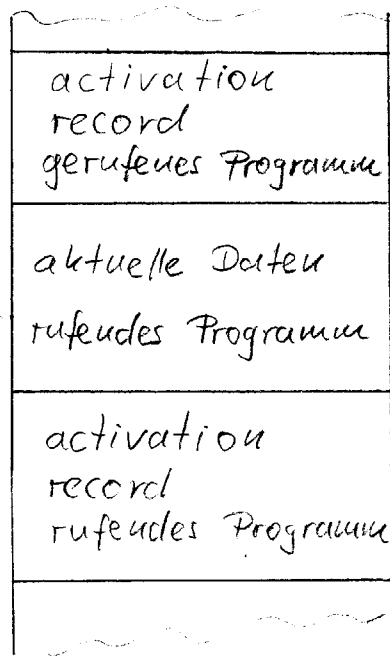 activation
record
gerufenes Programm
aktuelle Daten
rufendes Programm
activation
record
rufendes Programm